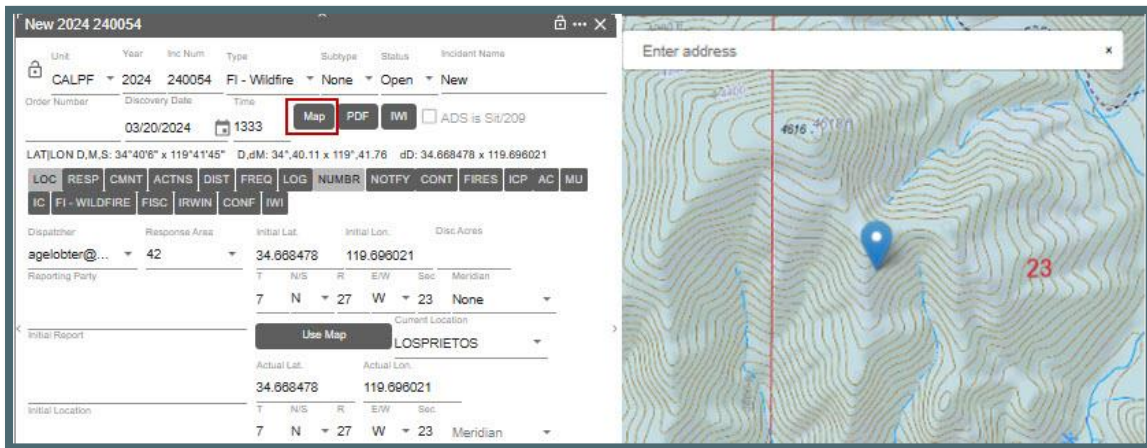 New 2024 240054
Unit Year Inc Num Type Subtype Status Incident Name
CALPF 2024 240054 FI - Wildfire None Open New
Order Number Discovery Date Time
03/20/2024 1333 Map PDF IWI ADS is Sit/209
LAT|LON D,M,S: 34°40'6" x 119°41'45" D,dM: 34°,40.11 x 119°,41.76 dD: 34.668478 x 119.696021
LOC RESP CMNT ACTNS DIST FREQ LOG NUMBR NOTFY CONT FIRES ICP AC MU
IC FI - WILDFIRE FISC IRWIN CONF IWI
Dispatcher Response Area Initial Lat. Initial Lon. Disc Acres
agelobter@... 42 34.668478 119.696021
Reporting Party T N/S R E/W Sec Meridian
7 N 27 W 23 None
Current Location
Initial Report Use Map LOSPRIETOS
Actual Lat. Actual Lon.
34.668478 119.696021
Initial Location T N/S R E/W Sec.
7 N 27 W 23 Meridian
Enter address ×
4616
23